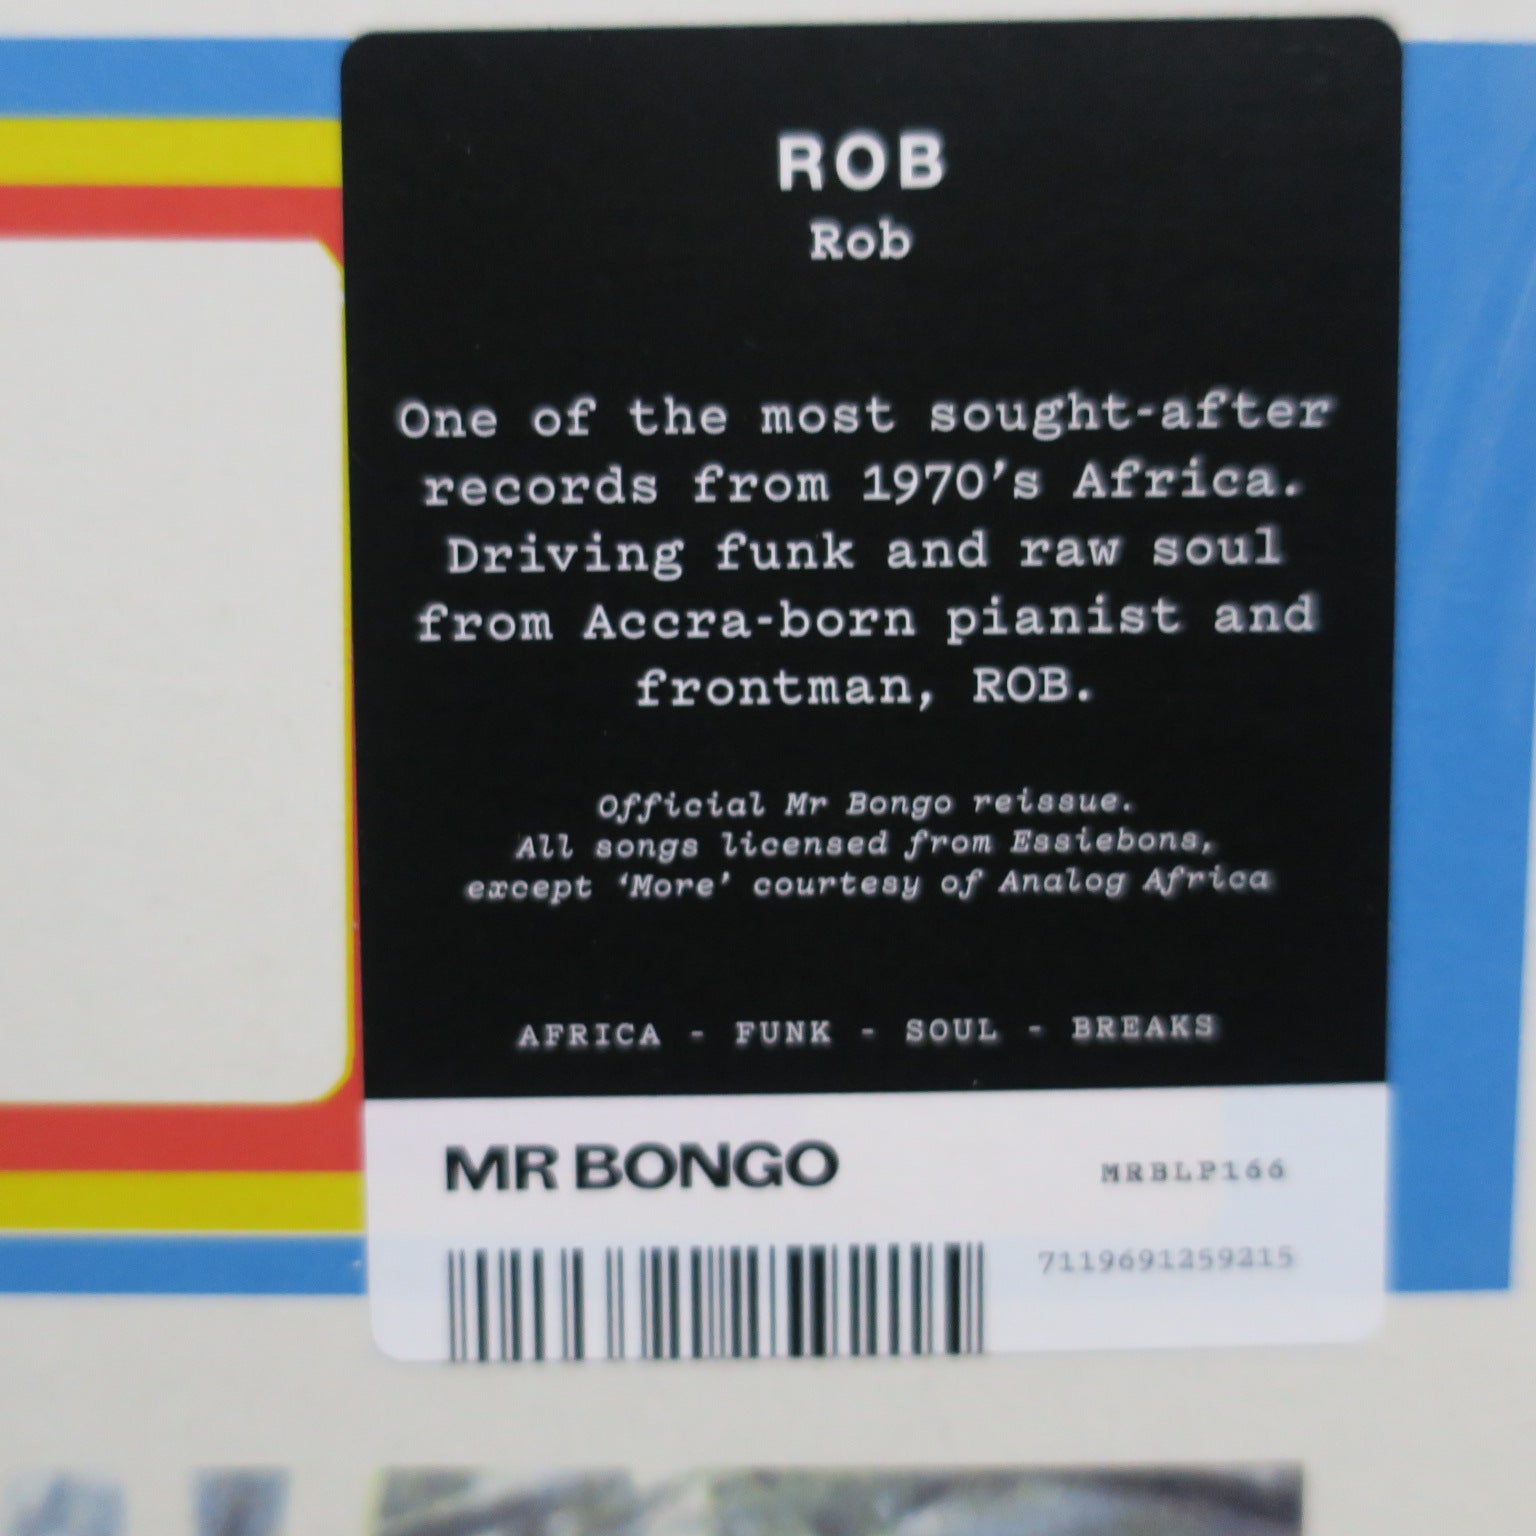 ROB
Rob
One of the most sought-after
records from 1970's Africa.
Driving funk and raw soul
from Accra-born pianist and
frontman, ROB.
Official Mr Bongo reissue.
All songs licensed from Essiebons,
except ‘More’ courtesy of Analog Africa
AFRICA - FUNK - SOUL - BREAKS
MR BONGO
MRBLP166
7119691259215